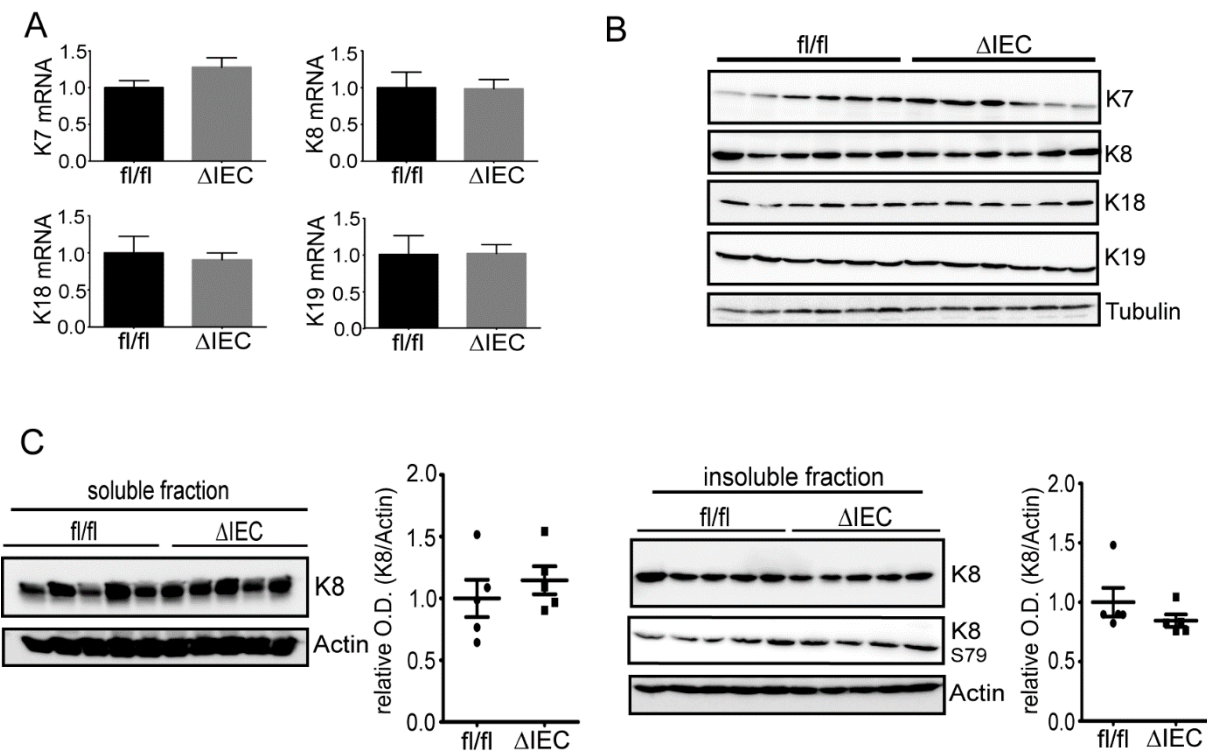 A
K7 mRNA
1.5
1.0
0.5
0.0
fl/fl
ΔIEC
K8 mRNA
1.5
1.0
0.5
0.0
fl/fl
ΔIEC
K18 mRNA
1.5
1.0
0.5
0.0
fl/fl
ΔIEC
K19 mRNA
1.5
1.0
0.5
0.0
fl/fl
ΔIEC
B
fl/fl
ΔIEC
K7
K8
K18
K19
Tubulin
C
soluble fraction
fl/fl
ΔIEC
K8
Actin
relative O.D. (K8/Actin)
2.0
1.5
1.0
0.5
0.0
fl/fl
ΔIEC
insoluble fraction
fl/fl
ΔIEC
K8
K8
S79
Actin
relative O.D. (K8/Actin)
2.0
1.5
1.0
0.5
0.0
fl/fl
ΔIEC